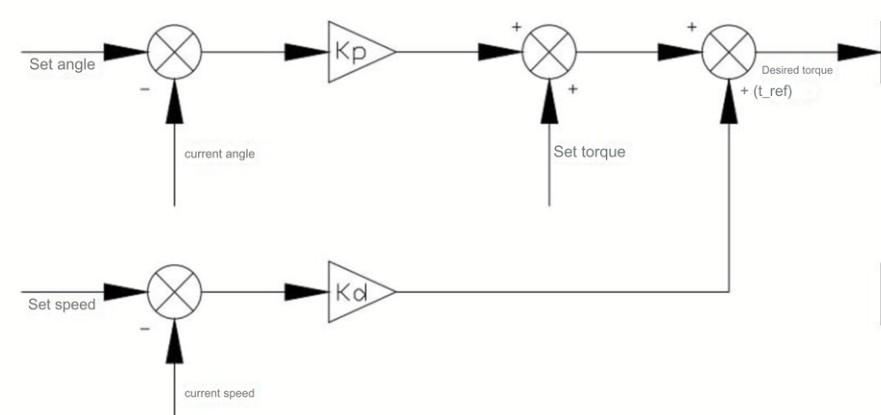 +
+
Set angle
Kp
Desired torque
-
+
+ (t_ref)
current angle
Set torque
Set speed
Kd
-
current speed